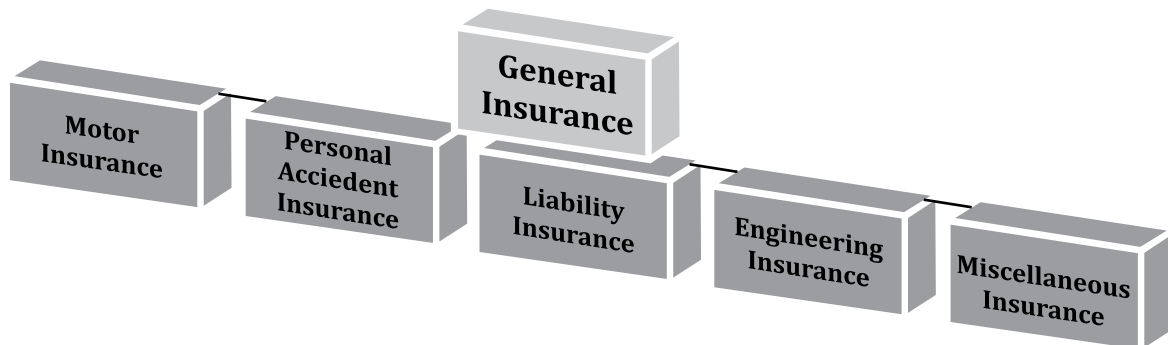 General
Insurance
Motor
Insurance
Personal
Acciedent
Insurance
Liability
Insurance
Engineering
Insurance
Miscellaneous
Insurance